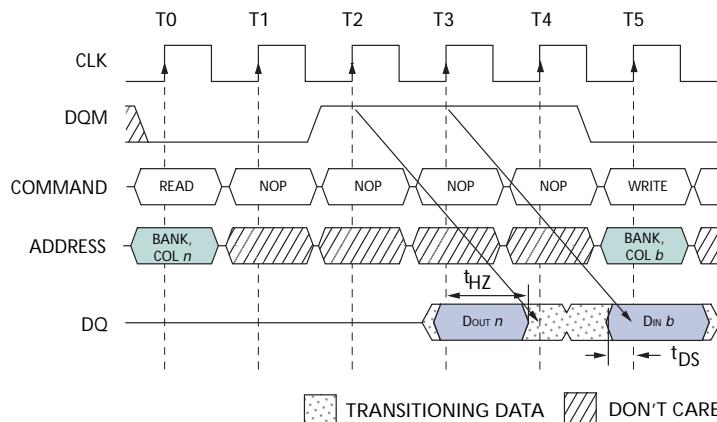 T0 T1 T2 T3 T4 T5
CLK
DQM
COMMAND READ NOP NOP NOP NOP WRITE
ADDRESS BANK, COL n BANK, COL b
tHZ
DQ DOUT n DIN b
tDS
TRANSITIONING DATA DON'T CARE